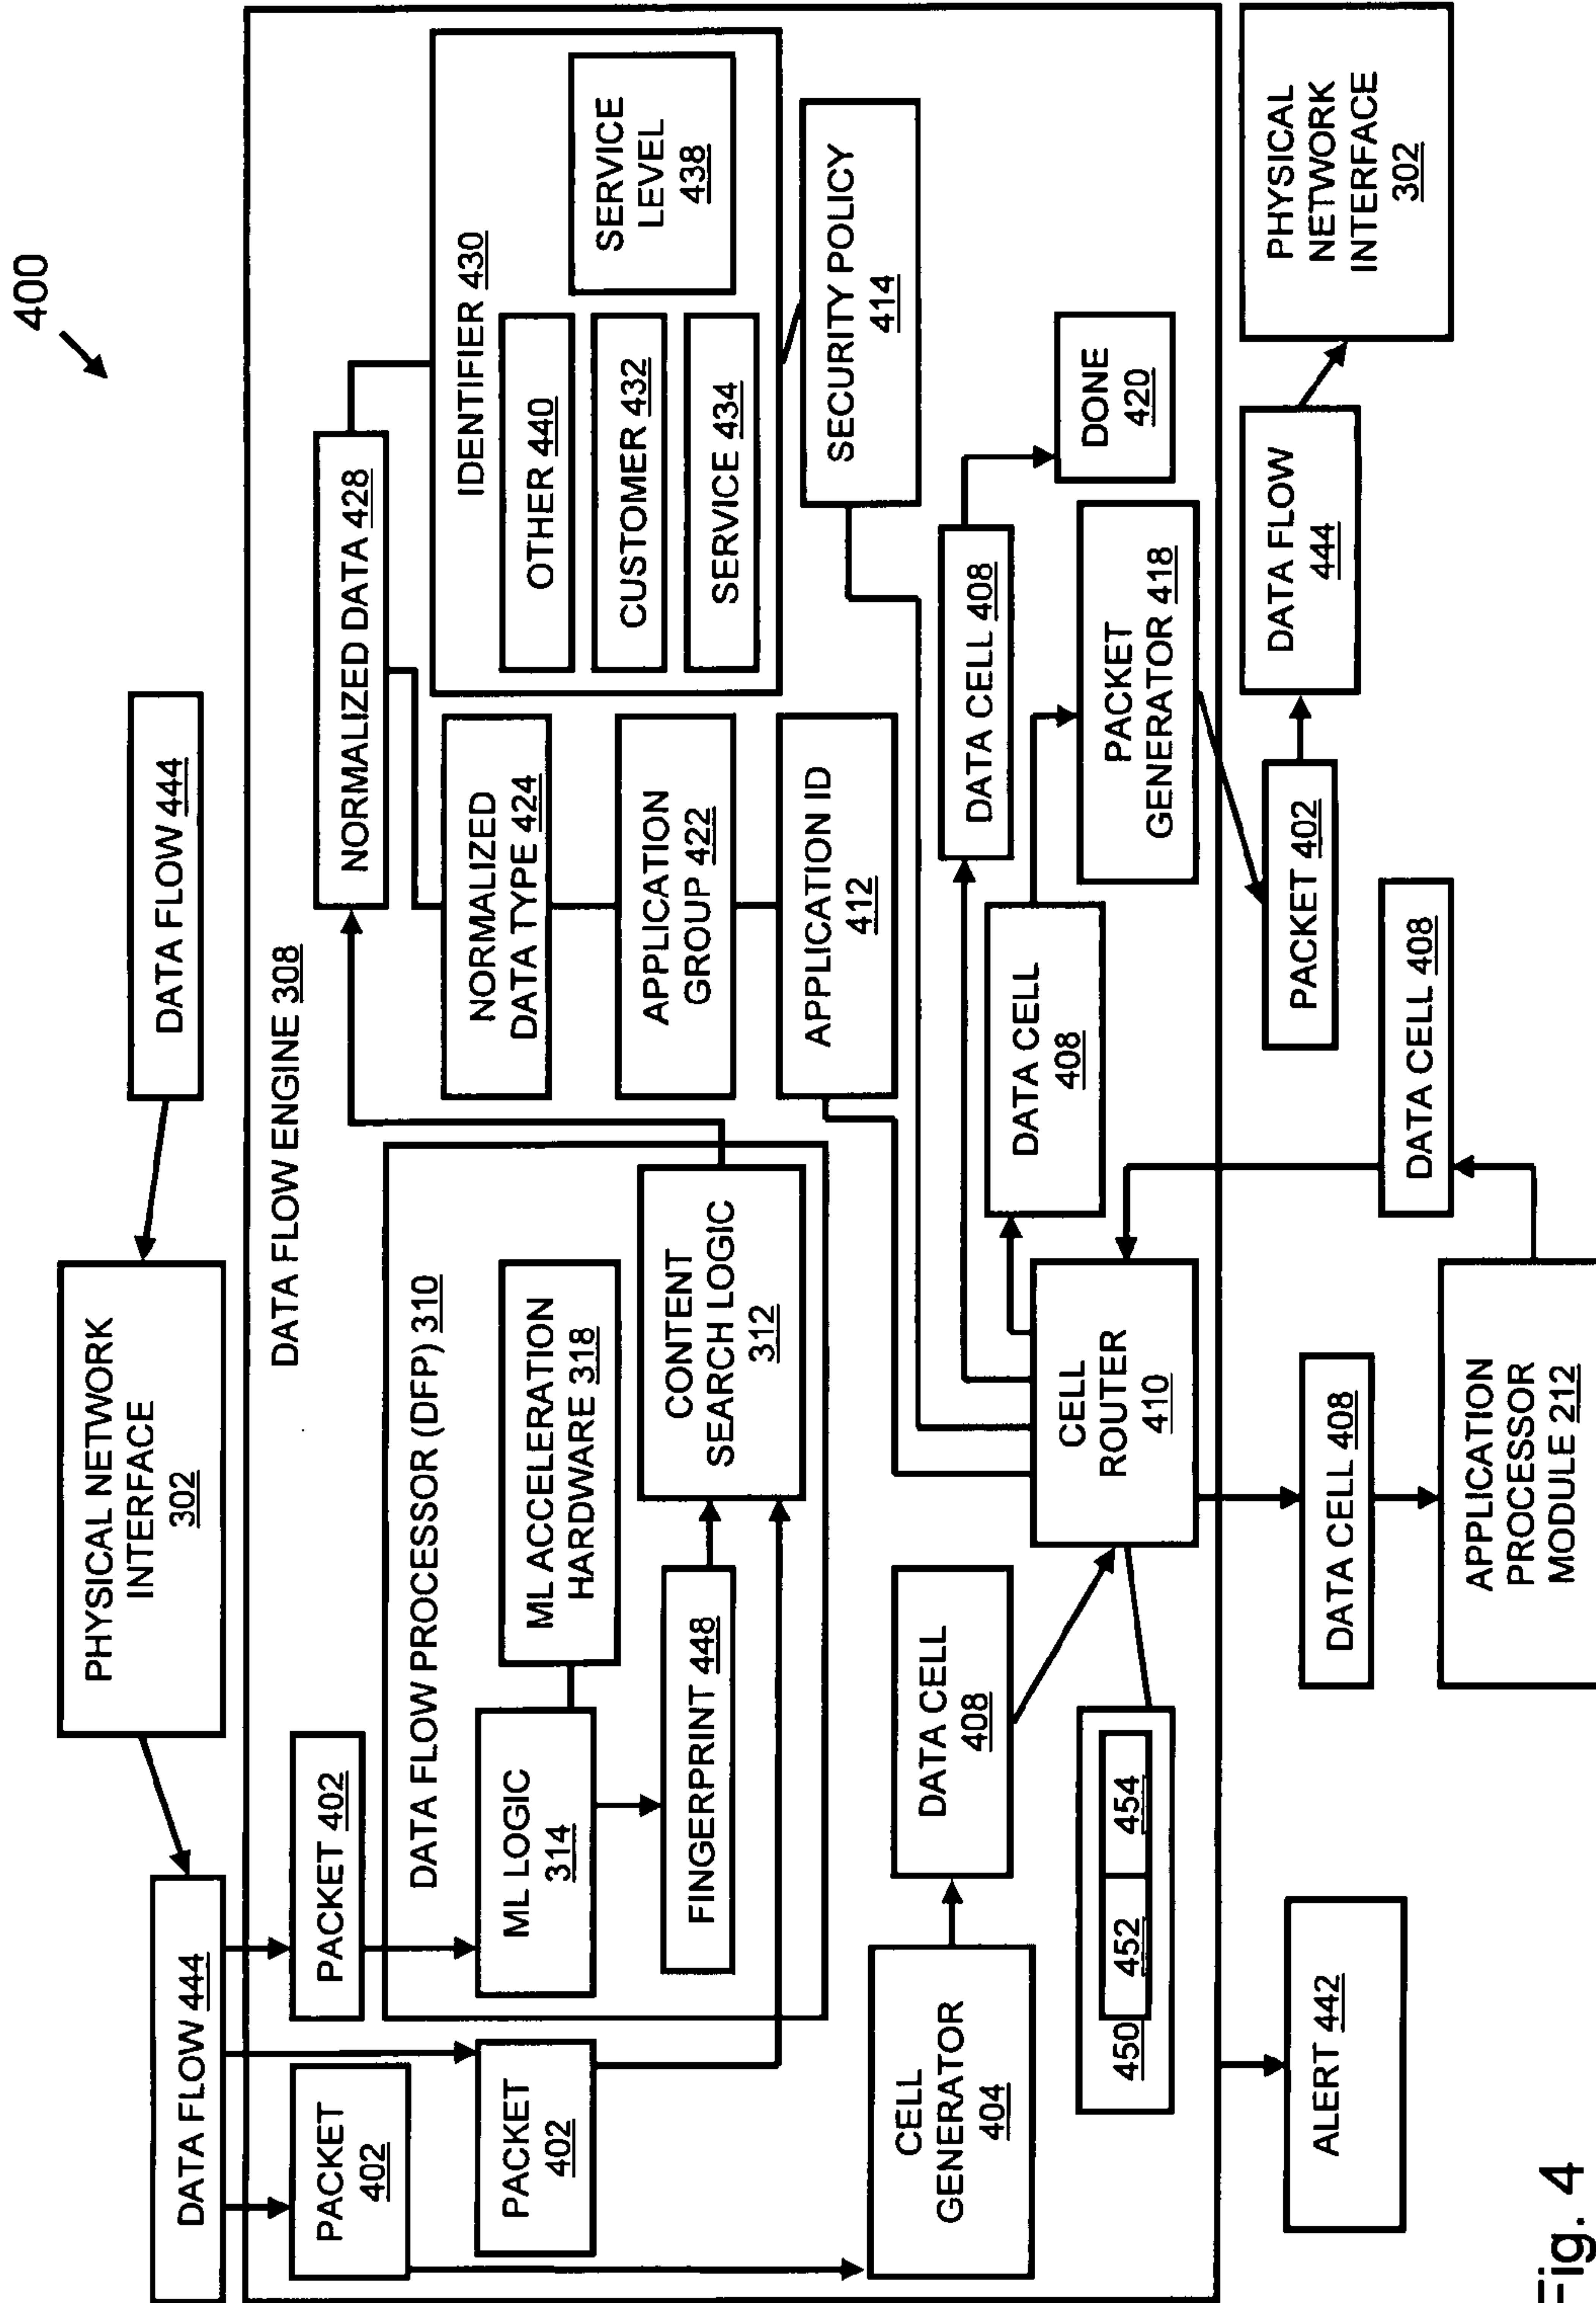 400
DATA FLOW 444
PHYSICAL NETWORK
INTERFACE
302
DATA FLOW 444
PACKET
402
PACKET 402
PACKET
402
DATA FLOW ENGINE 308
DATA FLOW PROCESSOR (DFP) 310
ML LOGIC
314
ML ACCELERATION
HARDWARE 318
FINGERPRINT 448
CONTENT
SEARCH LOGIC
312
NORMALIZED DATA 428
NORMALIZED
DATA TYPE 424
APPLICATION
GROUP 422
APPLICATION ID
412
IDENTIFIER 430
OTHER 440
CUSTOMER 432
SERVICE 434
SERVICE
LEVEL
438
SECURITY POLICY
414
CELL
GENERATOR
404
DATA CELL
408
CELL
ROUTER
410
450
452
454
DATA CELL
408
DATA CELL 408
PACKET
GENERATOR 418
DONE
420
ALERT 442
DATA CELL 408
APPLICATION
PROCESSOR
MODULE 212
DATA CELL 408
PACKET 402
DATA FLOW
444
PHYSICAL
NETWORK
INTERFACE
302
Fig. 4